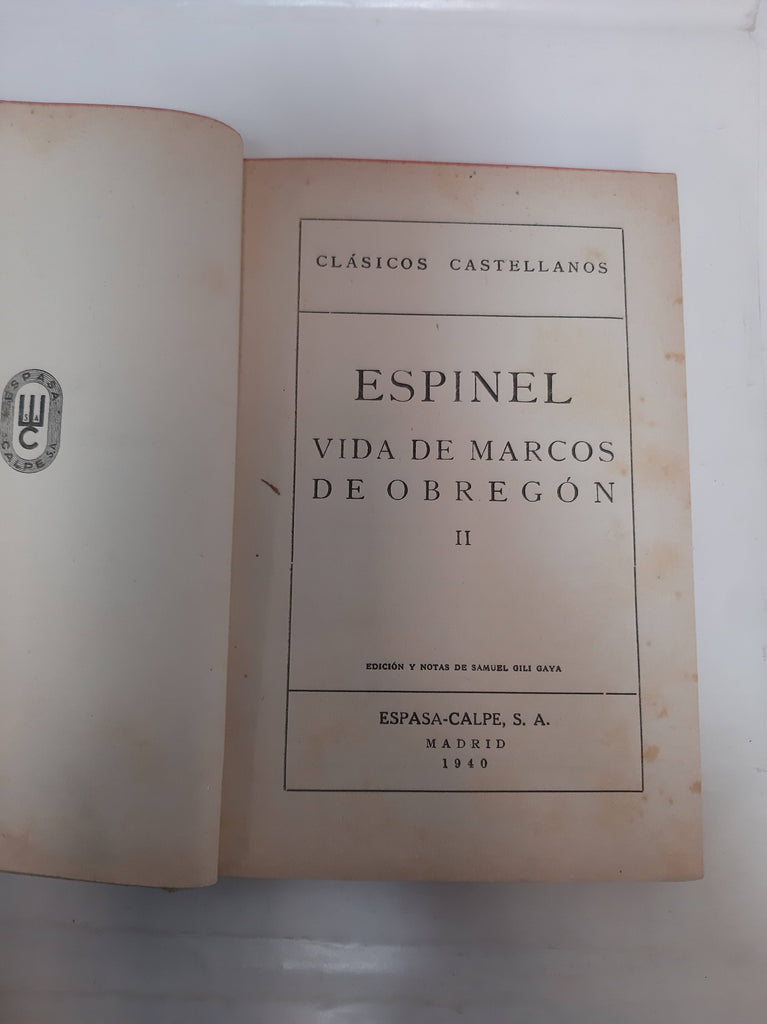 ESPASA-CALPE S.A.
E
S A
C
CLÁSICOS CASTELLANOS
ESPINEL
VIDA DE MARCOS
DE OBREGÓN
II
EDICIÓN Y NOTAS DE SAMUEL GILI GAYA
ESPASA-CALPE, S. A.
MADRID
1940